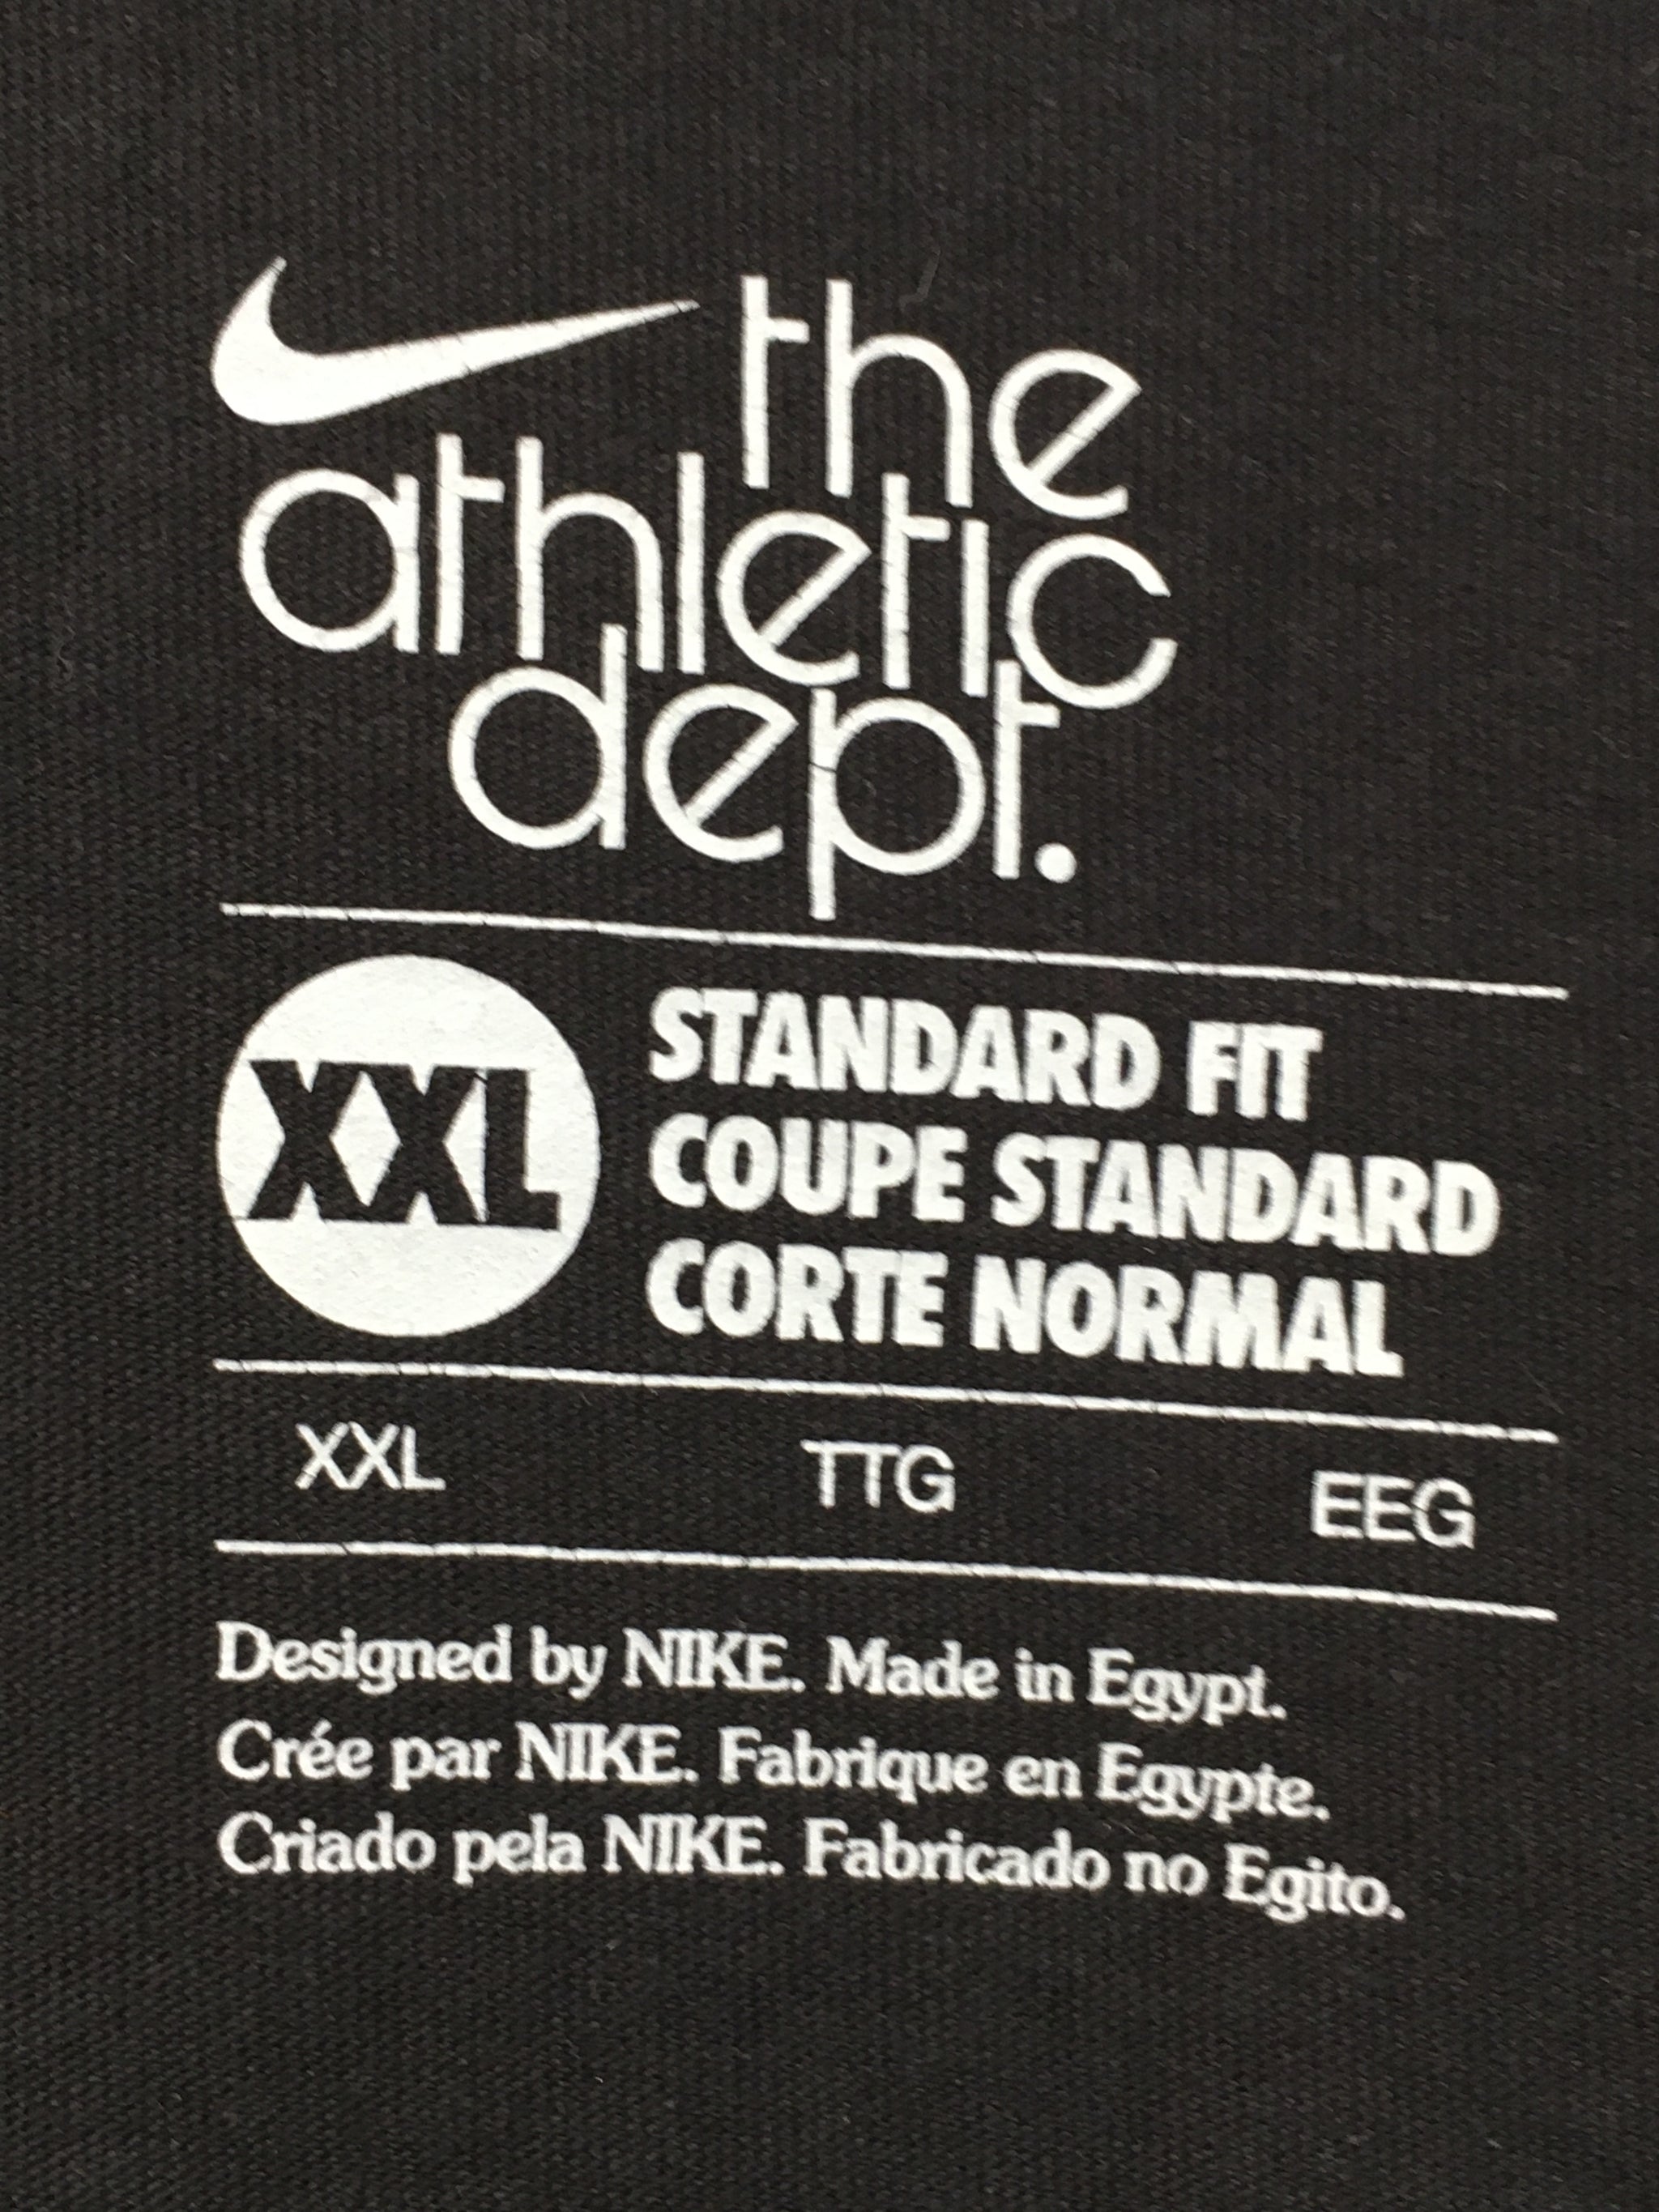 the
athletic
dept.
XXL
STANDARD FIT
COUPE STANDARD
CORTE NORMAL
XXL TTG EEG
Designed by NIKE. Made in Egypt.
Crée par NIKE. Fabrique en Egypte.
Criado pela NIKE. Fabricado no Egito.